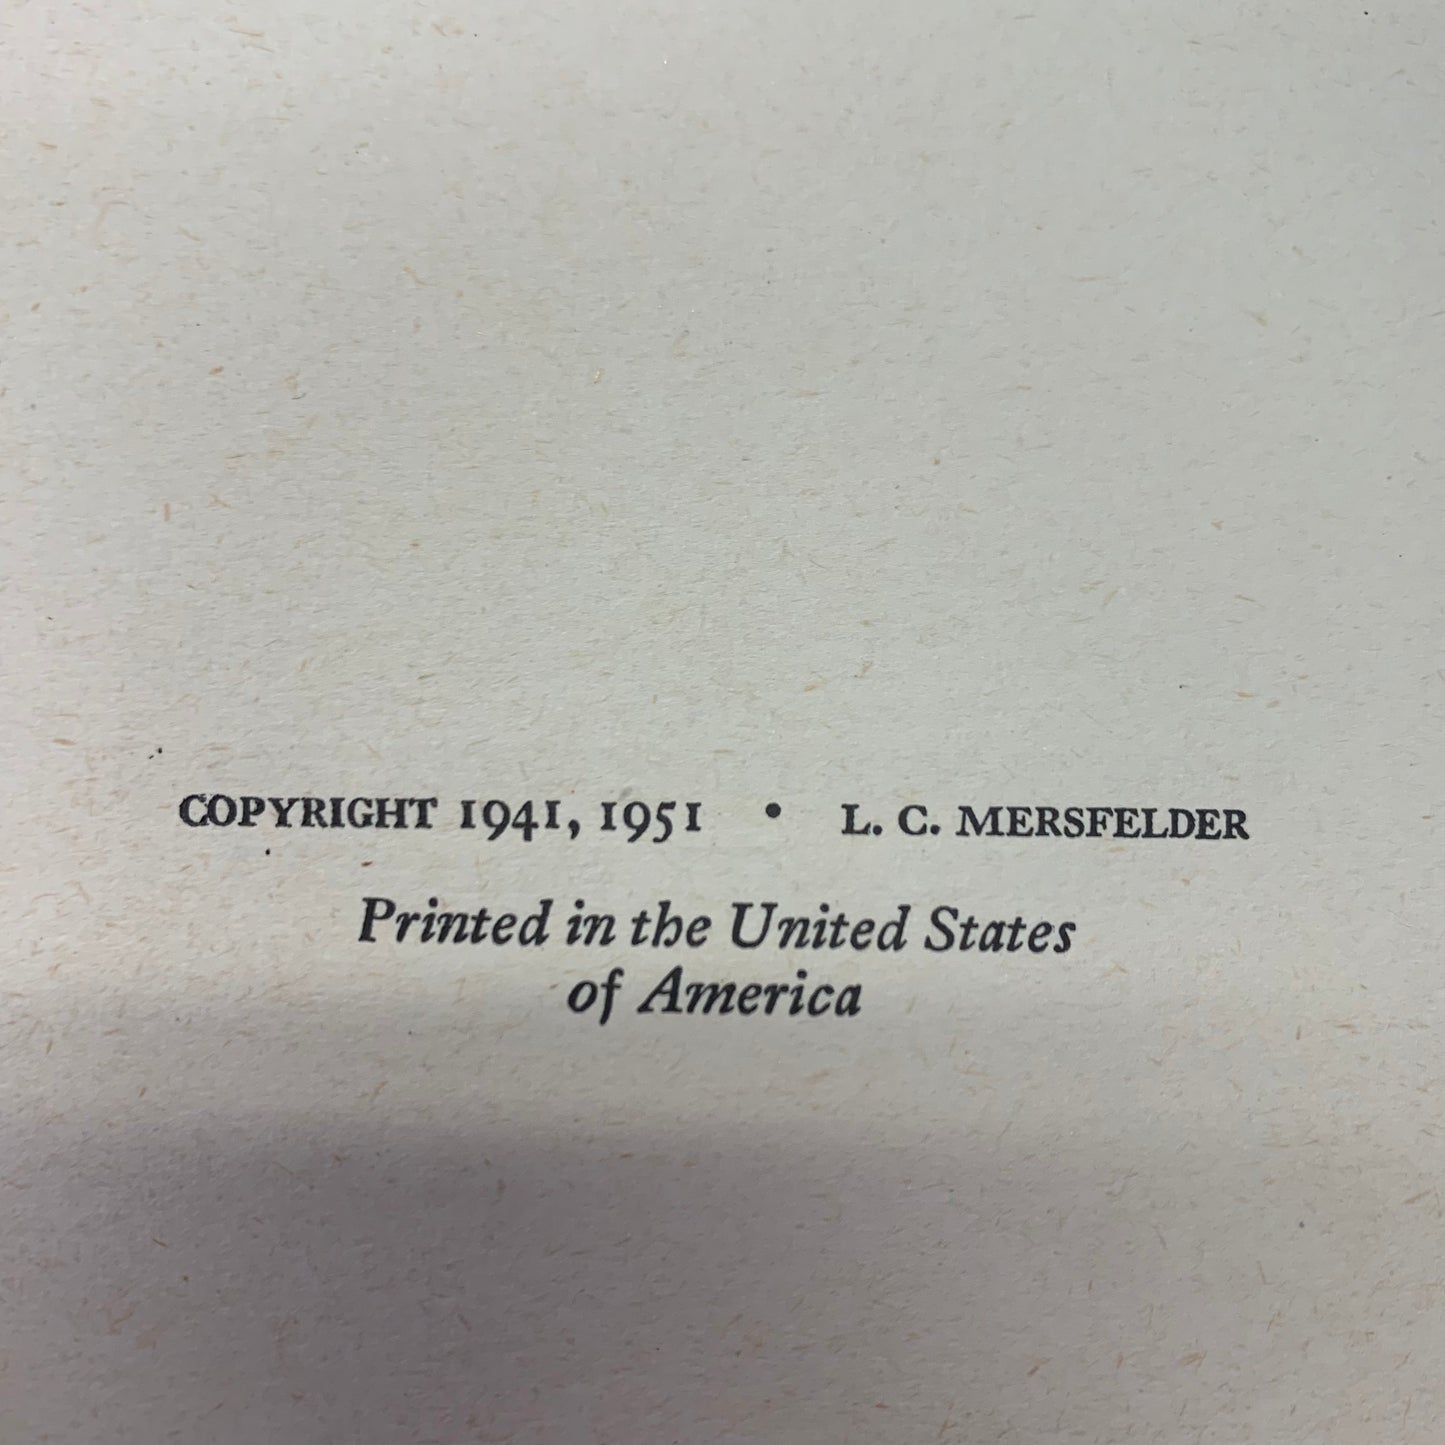 COPYRIGHT 1941, 1951 • L. C. MERSFELDER
Printed in the United States
of America